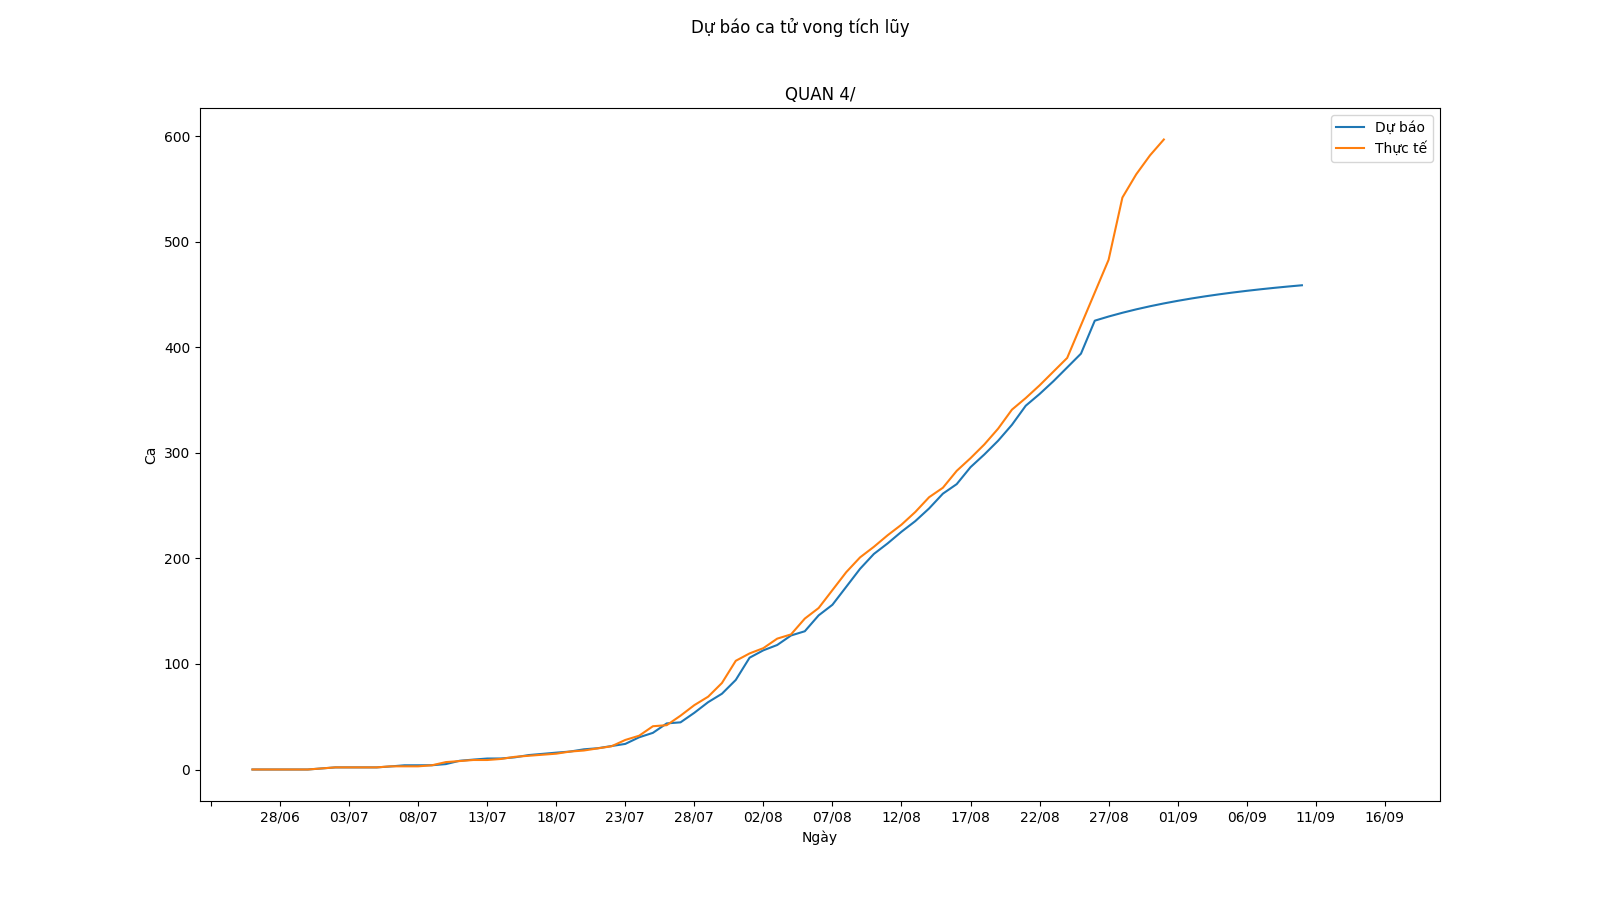 Dự báo ca tử vong tích lũy
QUAN 4/
Dự báo
Thực tế
600
500
400
300
200
100
0
Ca
28/06 03/07 08/07 13/07 18/07 23/07 28/07 02/08 07/08 12/08 17/08 22/08 27/08 01/09 06/09 11/09 16/09
Ngày